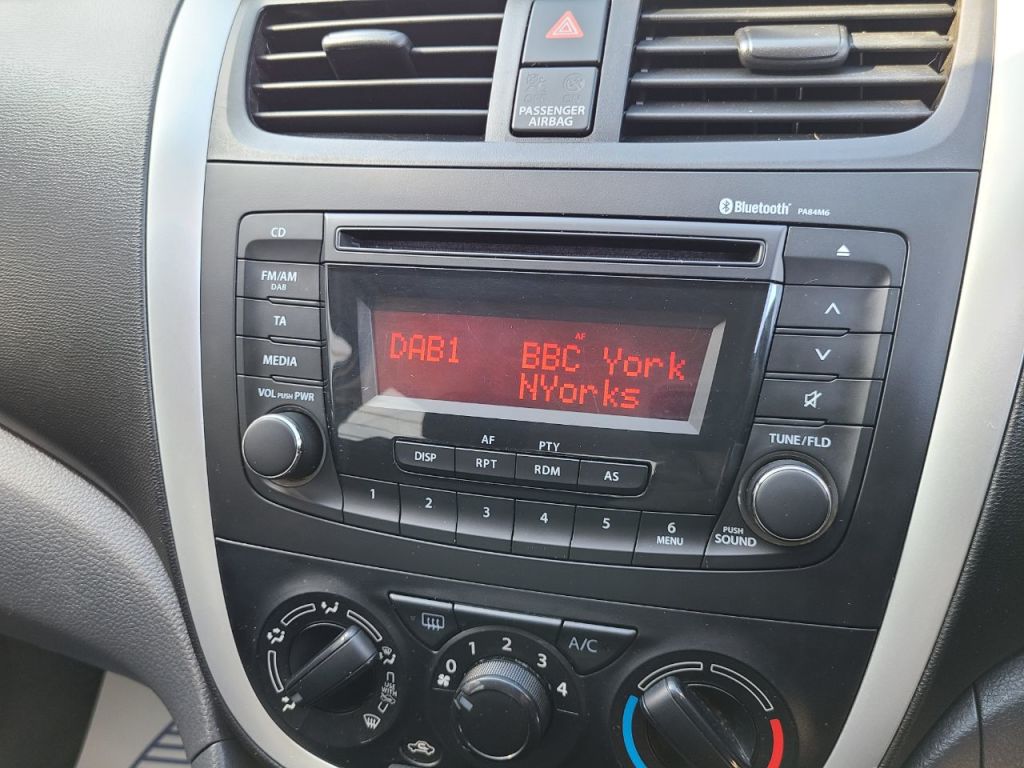 PASSENGER
AIRBAG
Bluetooth PA84M6
CD
FM/AM
DAB
TA
MEDIA
VOL PUSH PWR
AF
DAB1 BBC York
NYorks
AF PTY
DISP RPT RDM AS
1 2 3 4 5 6
MENU
TUNE/FLD
PUSH
SOUND
A/C
0 1 2 3 4